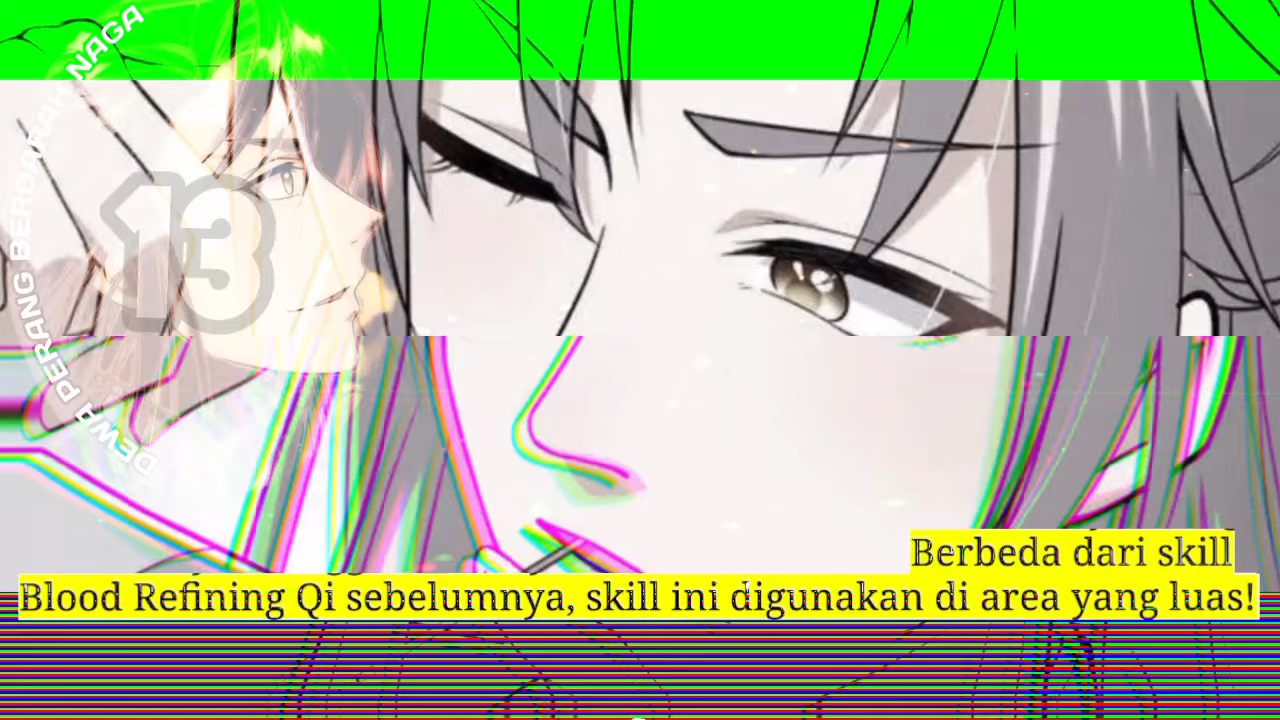 DEWA PERANG BERDARAH NAGA
13
Berbeda dari skill
Blood Refining Qi sebelumnya, skill ini digunakan di area yang luas!